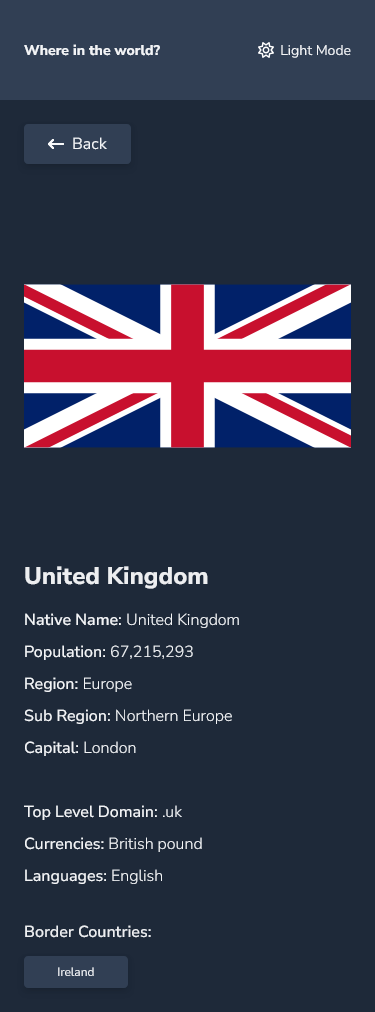 Where in the world?
Light Mode
Back
United Kingdom
Native Name: United Kingdom
Population: 67,215,293
Region: Europe
Sub Region: Northern Europe
Capital: London
Top Level Domain: .uk
Currencies: British pound
Languages: English
Border Countries:
Ireland